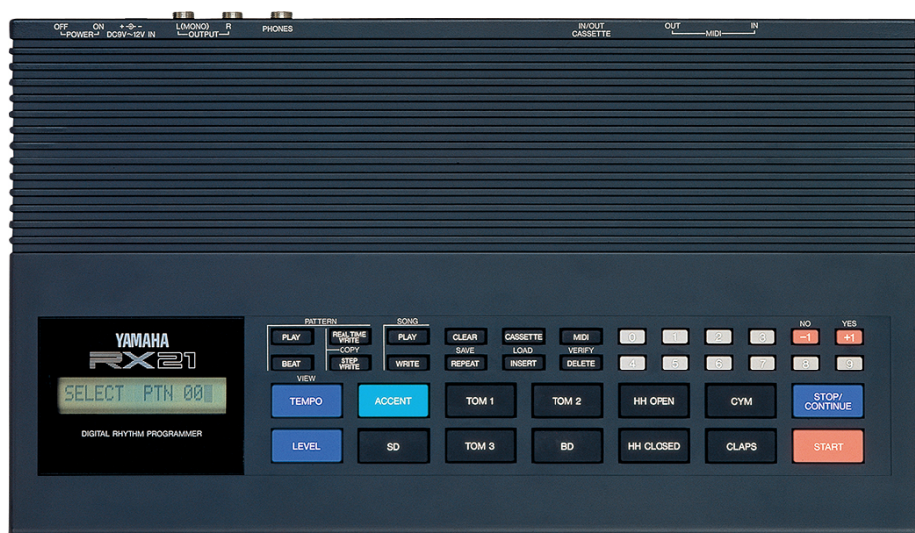 OFF ON
POWER
DC9V~12V IN
L(MONO) R
OUTPUT
PHONES
IN/OUT
CASSETTE
OUT IN
MIDI
PATTERN
SONG
NO YES
PLAY REAL TIME WRITE PLAY CLEAR CASSETTE MIDI 0 1 2 3 -1 +1
COPY SAVE LOAD VERIFY
BEAT STEP WRITE WRITE REPEAT INSERT DELETE 4 5 6 7 8 9
VIEW
TEMPO ACCENT TOM 1 TOM 2 HH OPEN CYM STOP/CONTINUE
LEVEL SD TOM 3 BD HH CLOSED CLAPS START
YAMAHA
RX21
SELECT PTN 00
DIGITAL RHYTHM PROGRAMMER